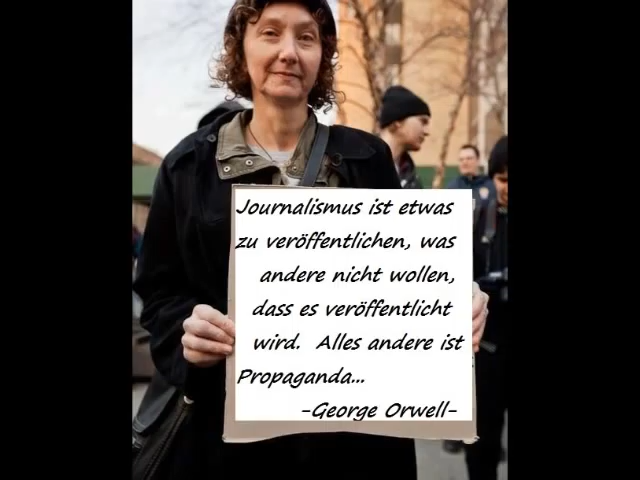 Journalismus ist etwas
zu veröffentlichen, was
andere nicht wollen,
dass es veröffentlicht
wird. Alles andere ist
Propaganda...
-George Orwell-